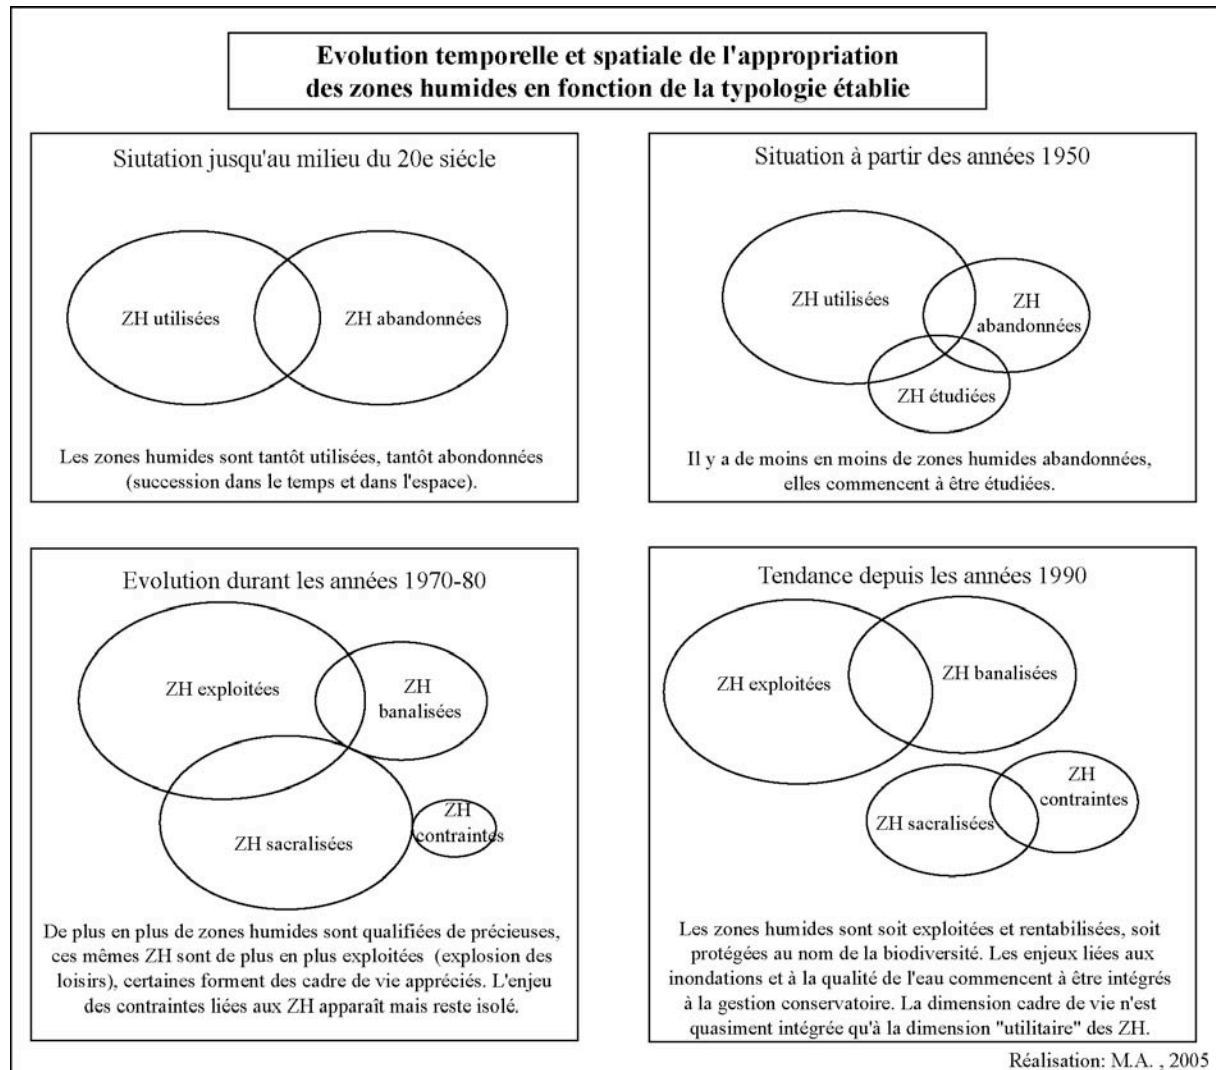 Evolution temporelle et spatiale de l'appropriation
des zones humides en fonction de la typologie établie
Siutation jusqu'au milieu du 20e siécle
ZH utilisées
ZH abandonnées
Les zones humides sont tantôt utilisées, tantôt abondonnées
(succession dans le temps et dans l'espace).
Situation à partir des années 1950
ZH utilisées
ZH
abandonnées
ZH étudiées
Il y a de moins en moins de zones humides abandonnées,
elles commencent à être étudiées.
Evolution durant les années 1970-80
ZH exploitées
ZH
banalisées
ZH
contraintes
ZH sacralisées
De plus en plus de zones humides sont qualifiées de précieuses,
ces mêmes ZH sont de plus en plus exploitées (explosion des
loisirs), certaines forment des cadre de vie appréciés. L'enjeu
des contraintes liées aux ZH apparaît mais reste isolé.
Tendance depuis les années 1990
ZH exploitées
ZH banalisées
ZH
contraintes
ZH sacralisées
Les zones humides sont soit exploitées et rentabilisées, soit
protégées au nom de la biodiversité. Les enjeux liées aux
inondations et à la qualité de l'eau commencent à être intégrés
à la gestion conservatoire. La dimension cadre de vie n'est
quasiment intégrée qu'à la dimension "utilitaire" des ZH.
Réalisation: M.A. , 2005